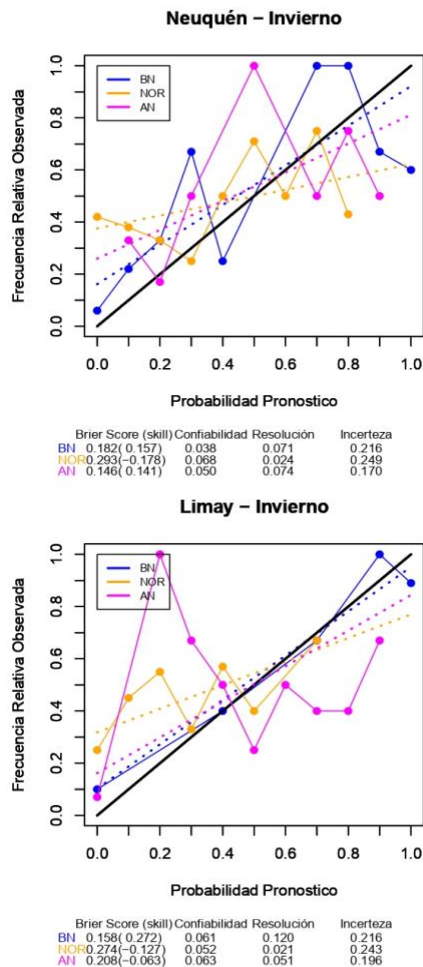 Neuquén – Invierno
Frecuencia Relativa Observada
1.0
0.8
0.6
0.4
0.2
0.0
BN
NOR
AN
0.0 0.2 0.4 0.6 0.8 1.0
Probabilidad Pronostico
Brier Score (skill) Confiabilidad Resolución Incerteza
BN 0.182( 0.157) 0.038 0.071 0.216
NOR 0.293(−0.178) 0.068 0.024 0.249
AN 0.146( 0.141) 0.050 0.074 0.170
Limay – Invierno
Frecuencia Relativa Observada
1.0
0.8
0.6
0.4
0.2
0.0
BN
NOR
AN
0.0 0.2 0.4 0.6 0.8 1.0
Probabilidad Pronostico
Brier Score (skill) Confiabilidad Resolución Incerteza
BN 0.158( 0.272) 0.061 0.120 0.216
NOR 0.274(−0.127) 0.052 0.021 0.243
AN 0.208(−0.063) 0.063 0.051 0.196